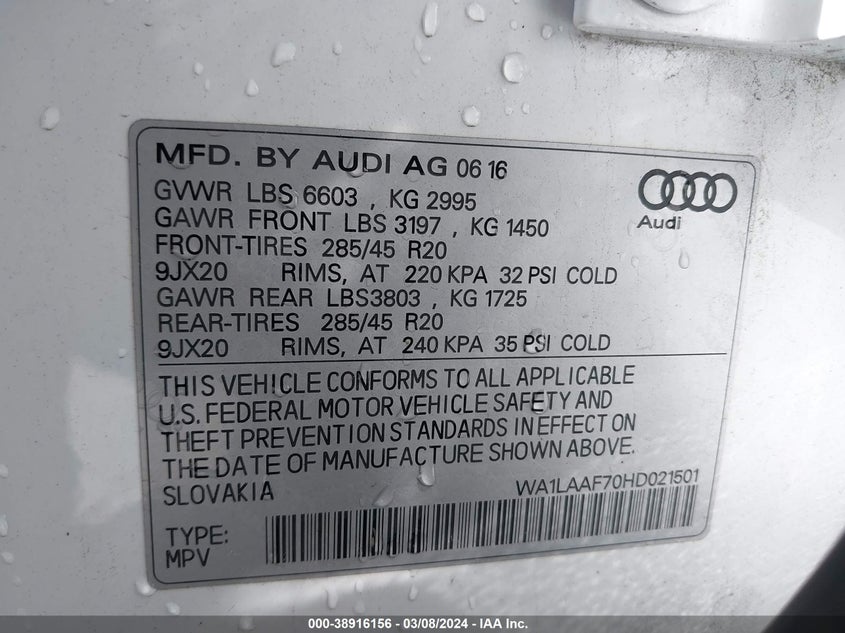 MFD. BY AUDI AG 06 16
GVWR LBS 6603 , KG 2995
GAWR FRONT LBS 3197 , KG 1450
FRONT-TIRES 285/45 R20
9JX20 RIMS, AT 220 KPA 32 PSI COLD
GAWR REAR LBS3803 , KG 1725
REAR-TIRES 285/45 R20
9JX20 RIMS, AT 240 KPA 35 PSI COLD
Audi
THIS VEHICLE CONFORMS TO ALL APPLICABLE
U.S. FEDERAL MOTOR VEHICLE SAFETY AND
THEFT PREVENTION STANDARDS IN EFFECT ON
THE DATE OF MANUFACTURE SHOWN ABOVE.
SLOVAKIA WA1LAAF70HD021501
TYPE:
MPV
000-38916156 — 03/08/2024 — IAA Inc.